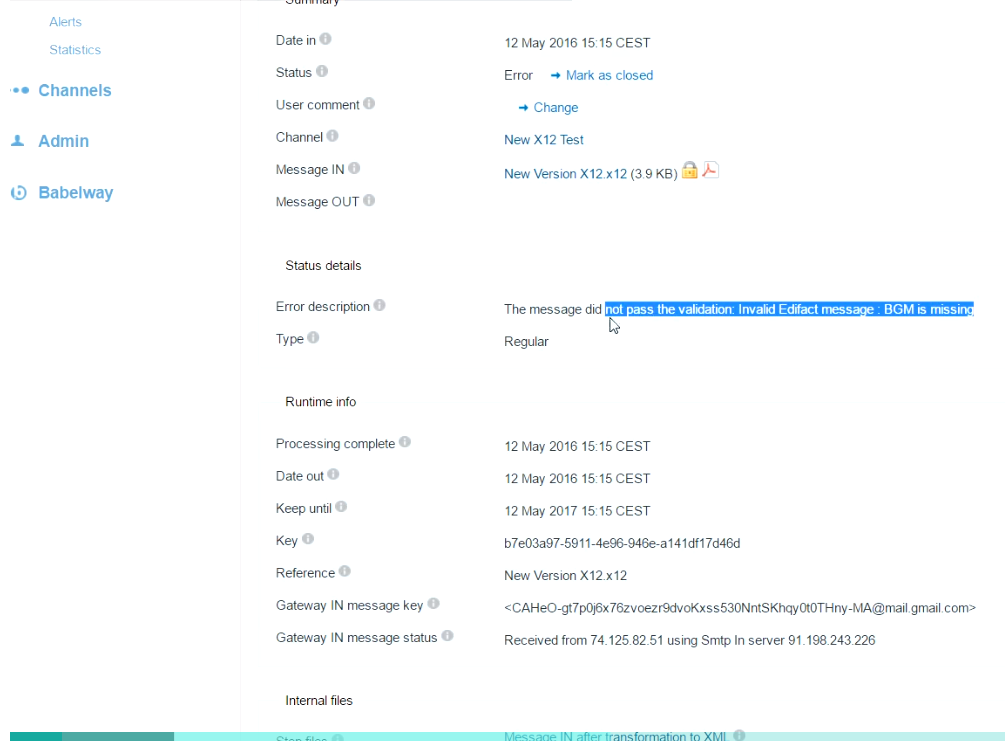 Summary
Alerts
Statistics
Channels
Admin
Babelway
Date in
12 May 2016 15:15 CEST
Status
Error → Mark as closed
User comment
→ Change
Channel
New X12 Test
Message IN
New Version X12.x12 (3.9 KB)
Message OUT
Status details
Error description
The message did not pass the validation: Invalid Edifact message : BGM is missing
Type
Regular
Runtime info
Processing complete
12 May 2016 15:15 CEST
Date out
12 May 2016 15:15 CEST
Keep until
12 May 2017 15:15 CEST
Key
b7e03a97-5911-4e96-946e-a141df17d46d
Reference
New Version X12.x12
Gateway IN message key
<CAHeO-gt7p0j6x76zvoezr9dvoKxss530NntSKhqy0t0THny-MA@mail.gmail.com>
Gateway IN message status
Received from 74.125.82.51 using Smtp In server 91.198.243.226
Internal files
Step files
Message IN after transformation to XML